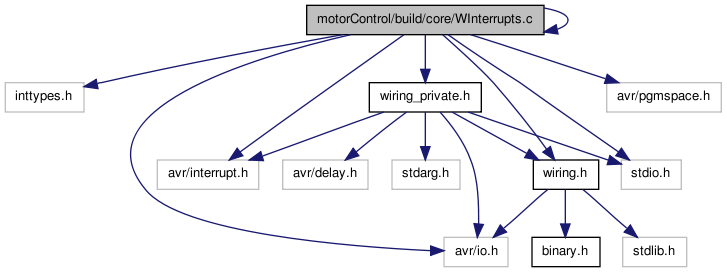 motorControl/build/core/WInterrupts.c
inttypes.h
wiring_private.h
avr/pgmspace.h
avr/interrupt.h
avr/delay.h
stdarg.h
wiring.h
stdio.h
avr/io.h
binary.h
stdlib.h